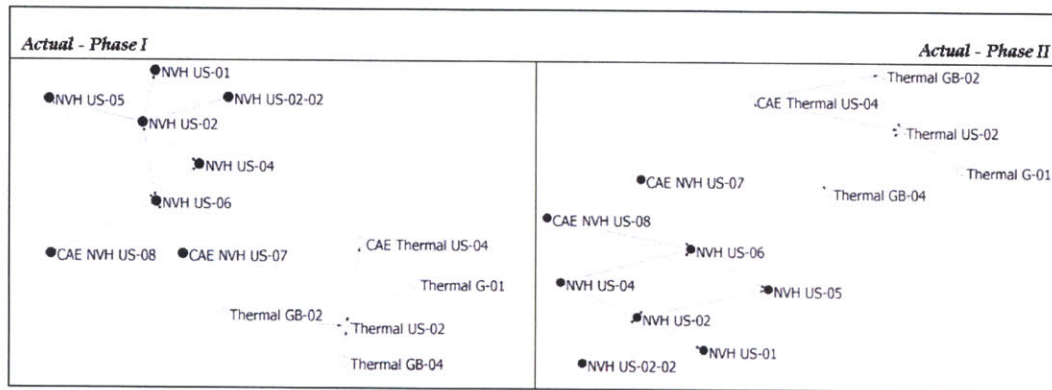 Actual - Phase I
Actual - Phase II
NVH US-01
NVH US-05
NVH US-02-02
NVH US-02
NVH US-04
NVH US-06
CAE NVH US-08
CAE NVH US-07
CAE Thermal US-04
Thermal G-01
Thermal GB-02
Thermal US-02
Thermal GB-04
Thermal GB-02
CAE Thermal US-04
Thermal US-02
Thermal G-01
CAE NVH US-07
Thermal GB-04
CAE NVH US-08
NVH US-06
NVH US-04
NVH US-05
NVH US-02
NVH US-01
NVH US-02-02